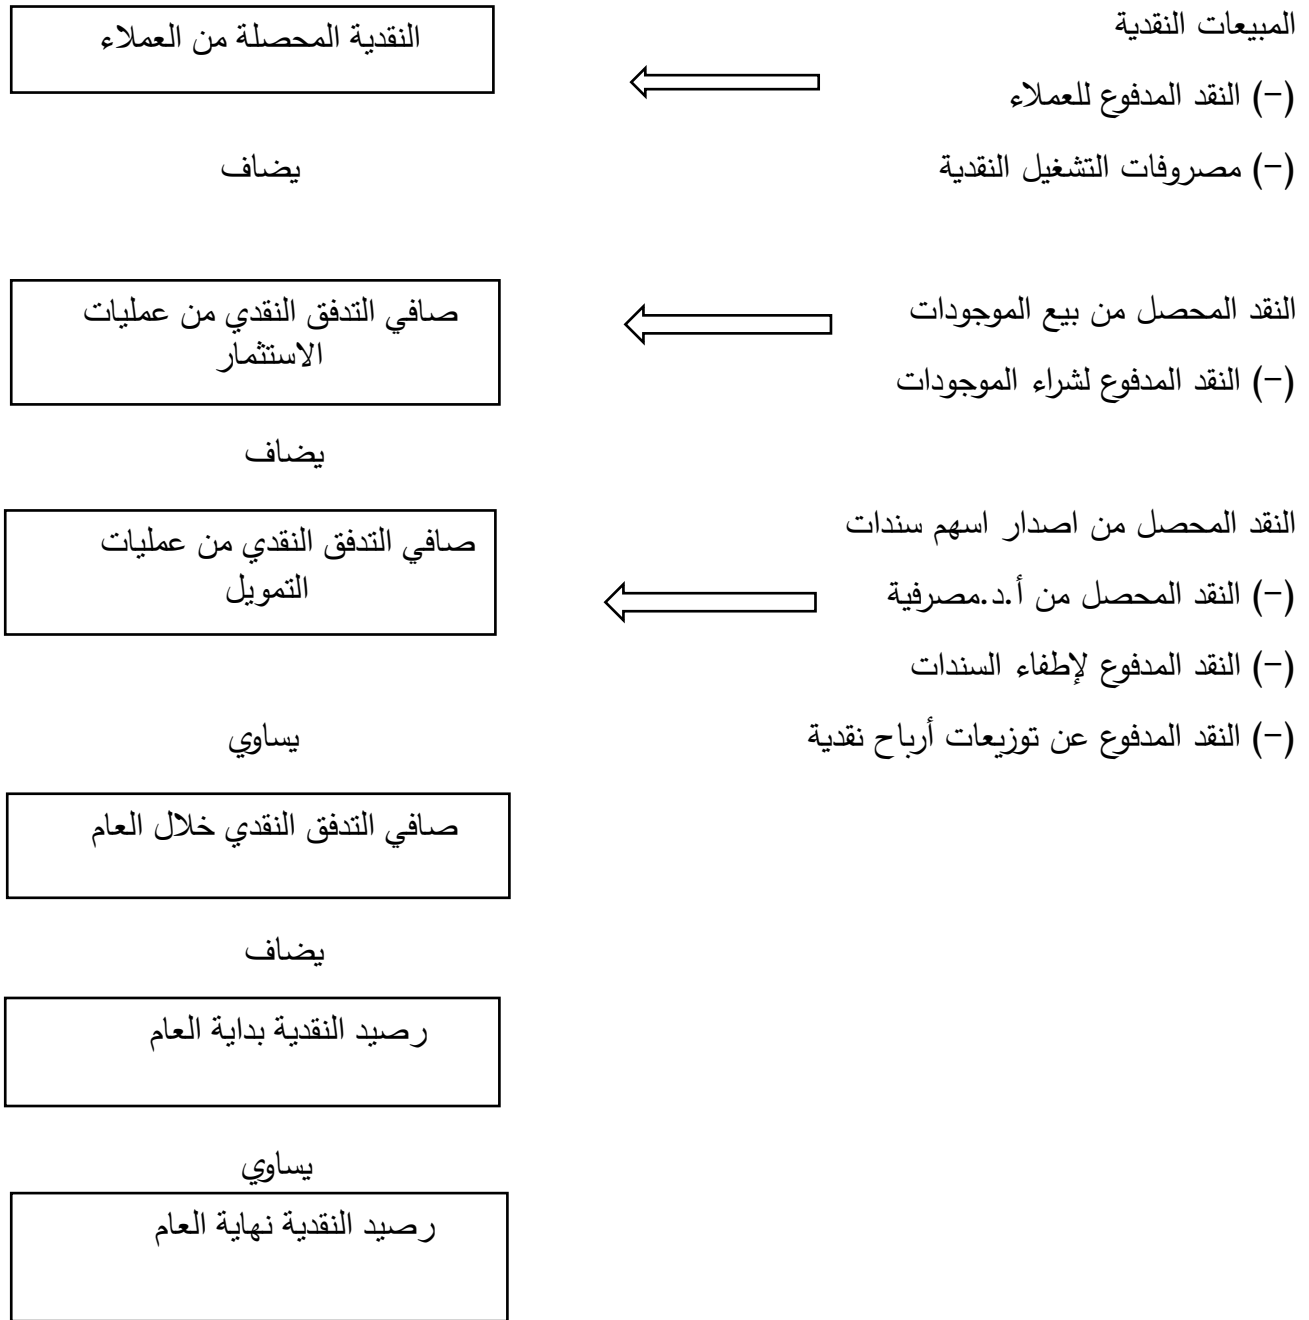 المبيعات النقدية
(-) النقد المدفوع للعملاء
(-) مصروفات التشغيل النقدية
النقدية المحصلة من العملاء
يضاف
النقد المحصل من بيع الموجودات
(-) النقد المدفوع لشراء الموجودات
صافي التدفق النقدي من عمليات
الاستثمار
يضاف
النقد المحصل من اصدار اسهم سندات
(-) النقد المحصل من أ.د.مصرفية
(-) النقد المدفوع لإطفاء السندات
(-) النقد المدفوع عن توزيعات أرباح نقدية
صافي التدفق النقدي من عمليات
التمويل
يساوي
صافي التدفق النقدي خلال العام
يضاف
رصيد النقدية بداية العام
يساوي
رصيد النقدية نهاية العام